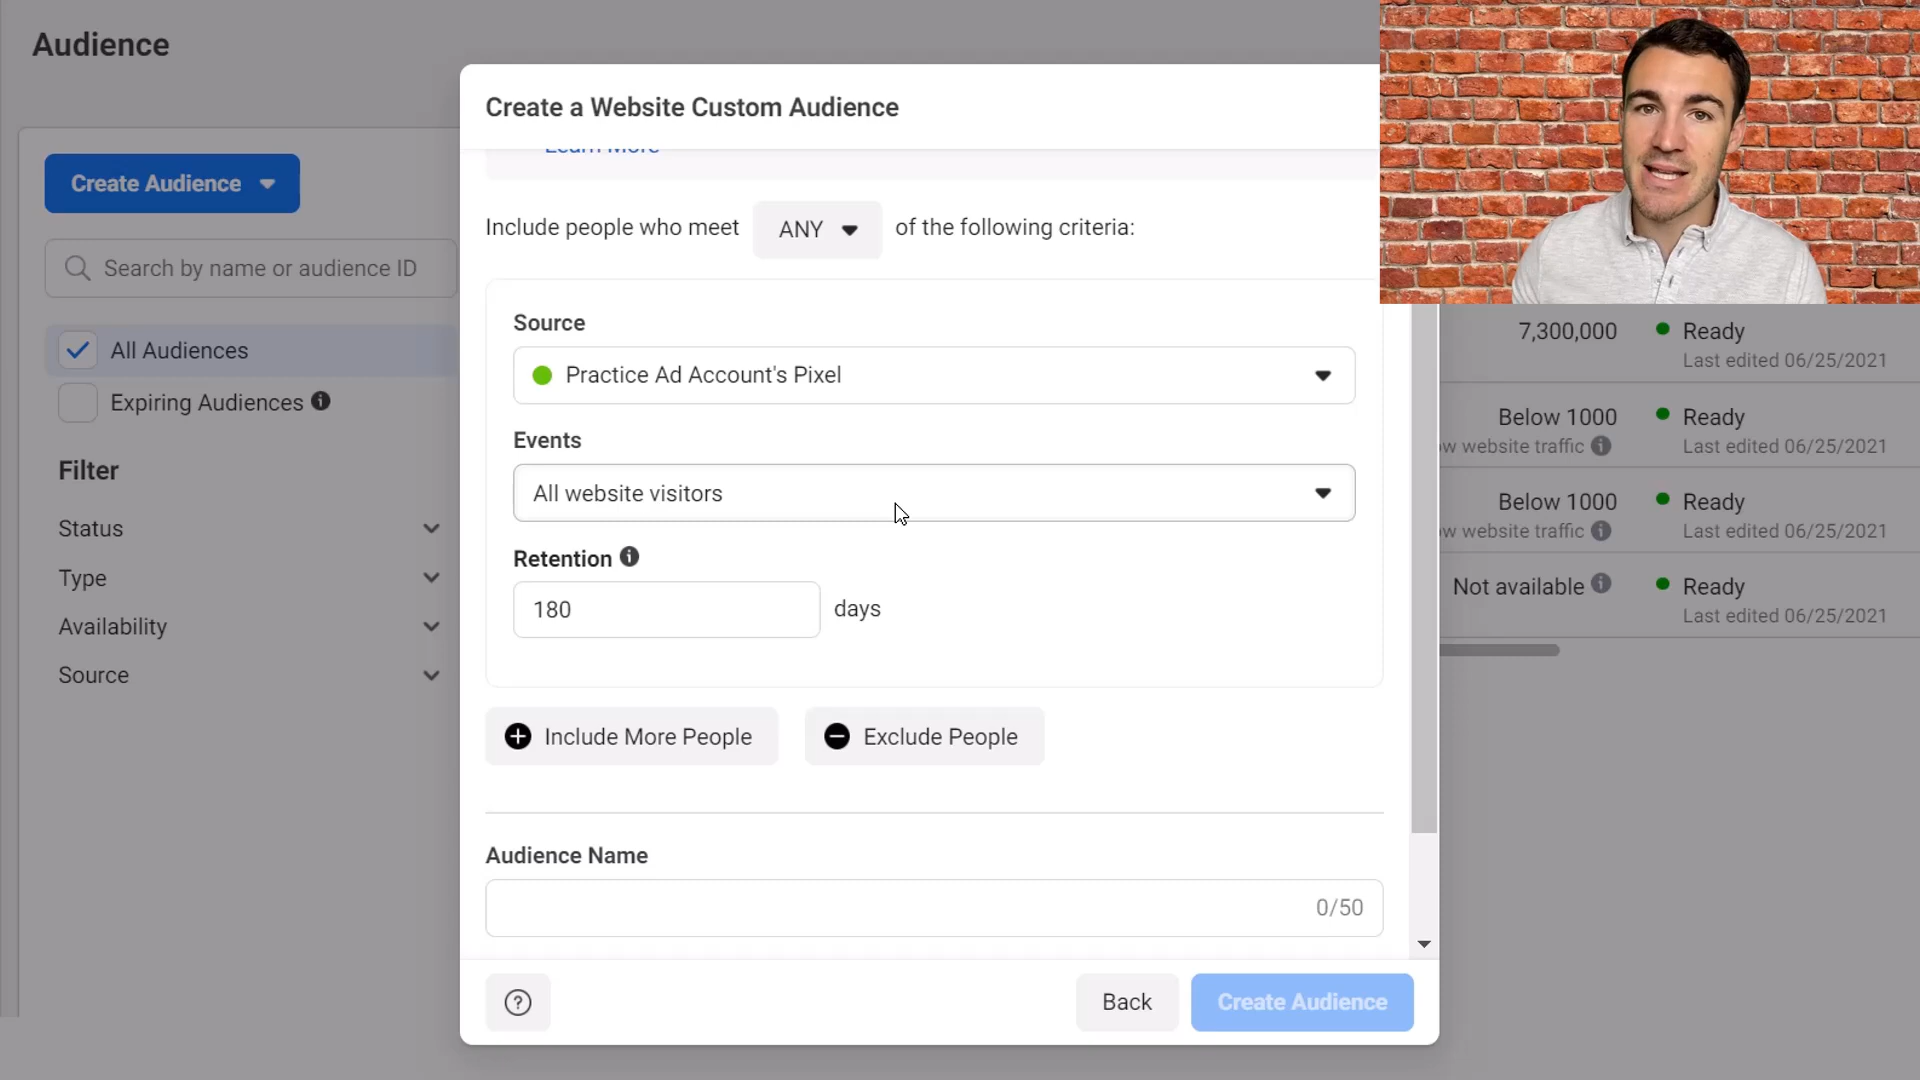 Audience
Create Audience
Search by name or audience ID
All Audiences
Expiring Audiences
Filter
Status
Type
Availability
Source
Create a Website Custom Audience
Learn More
Include people who meet ANY of the following criteria:
Source
Practice Ad Account's Pixel
Events
All website visitors
Retention
180 days
Include More People Exclude People
Audience Name
0/50
Back Create Audience
7,300,000 Ready
Last edited 06/25/2021
Below 1000 Ready
website traffic Last edited 06/25/2021
Below 1000 Ready
website traffic Last edited 06/25/2021
Not available Ready
Last edited 06/25/2021